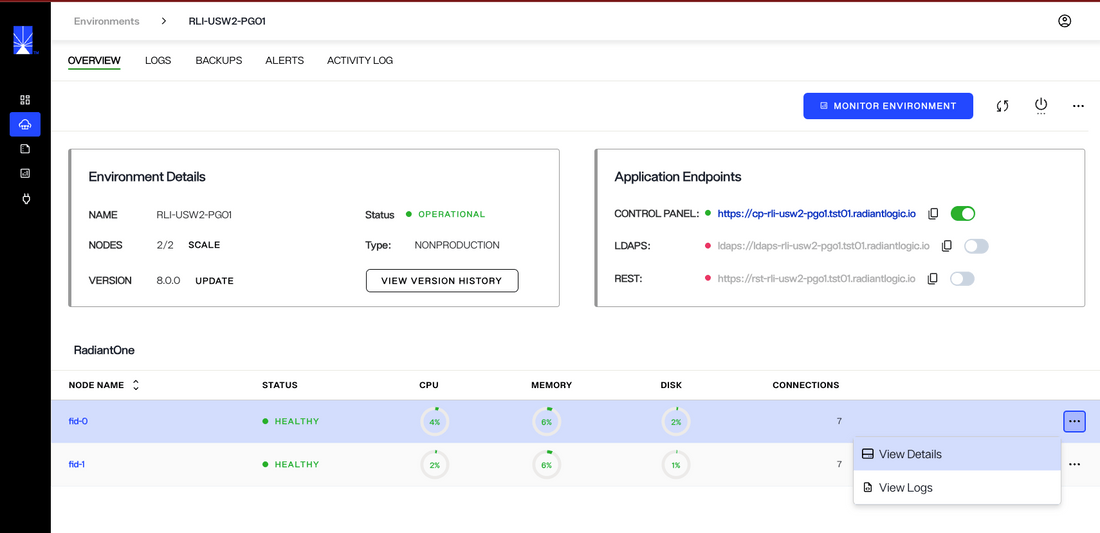 Environments > RLI-USW2-PG01
OVERVIEW LOGS BACKUPS ALERTS ACTIVITY LOG
MONITOR ENVIRONMENT
Environment Details
NAME RLI-USW2-PG01 Status OPERATIONAL
NODES 2/2 SCALE Type: NONPRODUCTION
VERSION 8.0.0 UPDATE VIEW VERSION HISTORY
Application Endpoints
CONTROL PANEL: https://cp-rli-usw2-pg01.tst01.radiantlogic.io
LDAPS: ldaps://ldaps-rli-usw2-pg01.tst01.radiantlogic.io
REST: https://rst-rli-usw2-pg01.tst01.radiantlogic.io
RadiantOne
NODE NAME STATUS CPU MEMORY DISK CONNECTIONS
fid-0 HEALTHY 4% 6% 2% 7
fid-1 HEALTHY 2% 6% 1% 7
View Details
View Logs